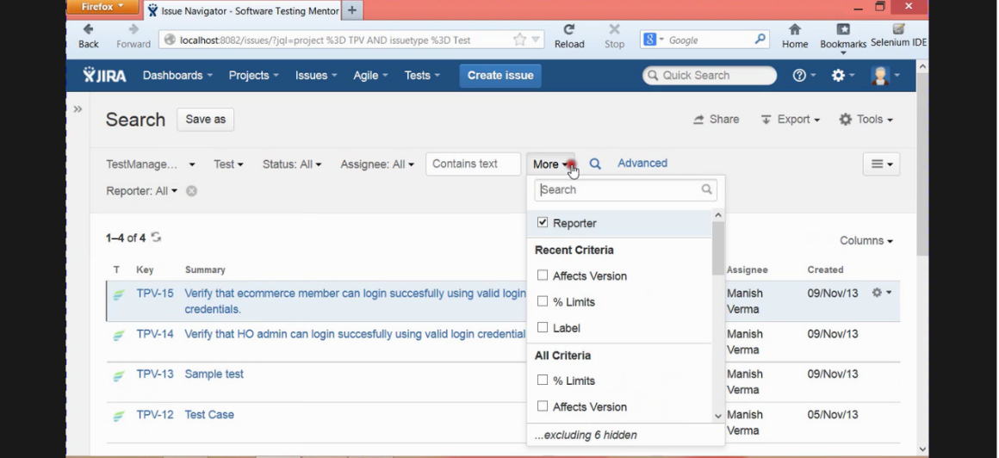 Firefox
Issue Navigator - Software Testing Mentor
Back
Forward
localhost:8082/issues/?jql=project %3D TPV AND issuetype %3D Test
Reload
Stop
Google
Home
Bookmarks
Selenium IDE
JIRA
Dashboards
Projects
Issues
Agile
Tests
Create issue
Quick Search
Search
Save as
Share
Export
Tools
TestManage...
Test
Status: All
Assignee: All
Contains text
More
Advanced
Reporter: All
Search
Reporter
Recent Criteria
Affects Version
% Limits
Label
All Criteria
% Limits
Affects Version
...excluding 6 hidden
1–4 of 4
Columns
T Key Summary Assignee Created
TPV-15 Verify that ecommerce member can login succesfully using valid login Manish 09/Nov/13
credentials. Verma
TPV-14 Verify that HO admin can login succesfully using valid login credential Manish 09/Nov/13
Verma
TPV-13 Sample test Manish 09/Nov/13
Verma
TPV-12 Test Case Manish 05/Nov/13
Verma